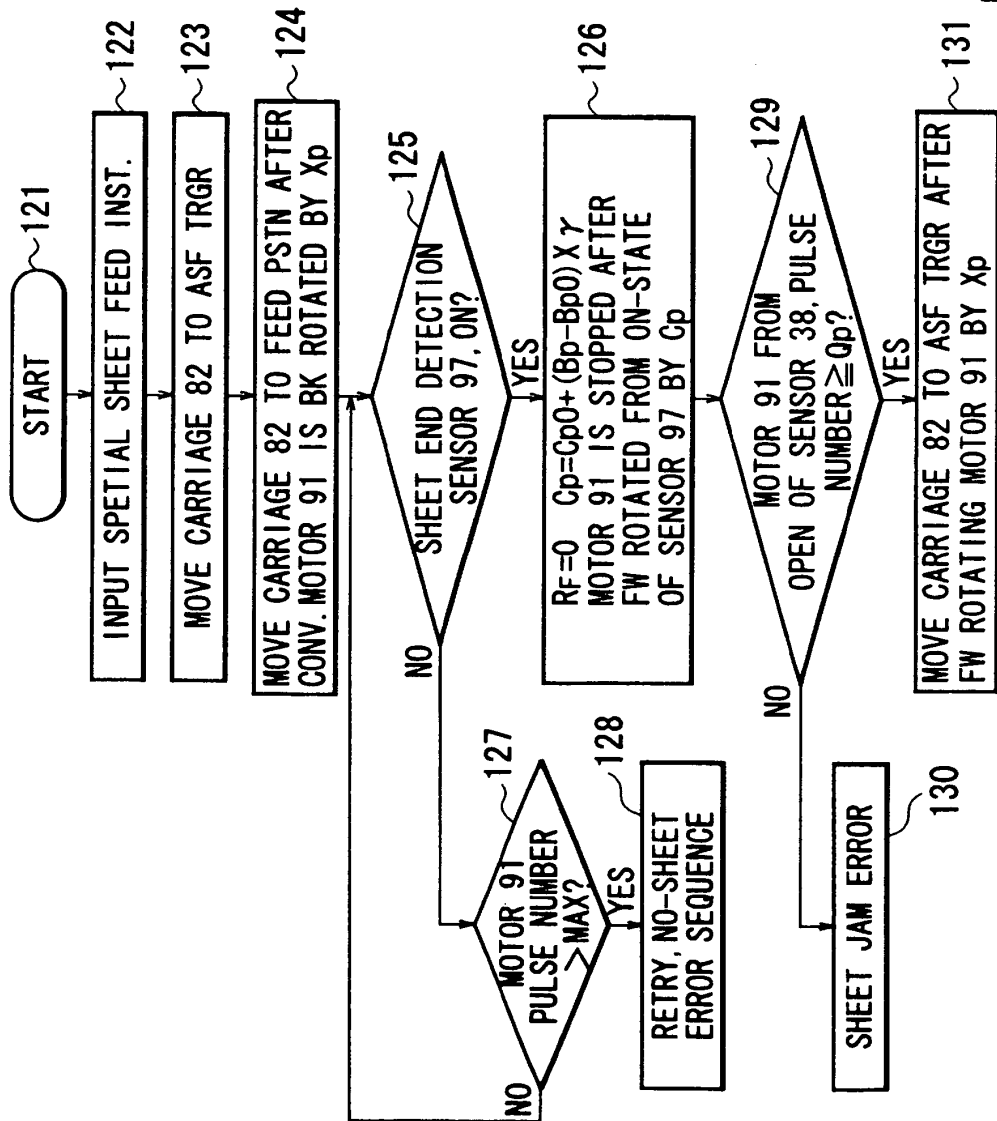 START
121
INPUT SPETIAL SHEET FEED INST.
122
MOVE CARRIAGE 82 TO ASF TRGR
123
MOVE CARRIAGE 82 TO FEED PSTN AFTER
CONV. MOTOR 91 IS BK ROTATED BY Xp
124
SHEET END DETECTION
SENSOR 97, ON?
125
NO
YES
RF=0 Cp=Cp0+(Bp-Bp0)Xγ
MOTOR 91 IS STOPPED AFTER
FW ROTATED FROM ON-STATE
OF SENSOR 97 BY Cp
126
MOTOR 91
PULSE NUMBER
>MAX?
127
NO
YES
RETRY, NO-SHEET
ERROR SEQUENCE
128
MOTOR 91 FROM
OPEN OF SENSOR 38, PULSE
NUMBER≧Qp?
129
NO
YES
SHEET JAM ERROR
130
MOVE CARRIAGE 82 TO ASF TRGR AFTER
FW ROTATING MOTOR 91 BY Xp
131